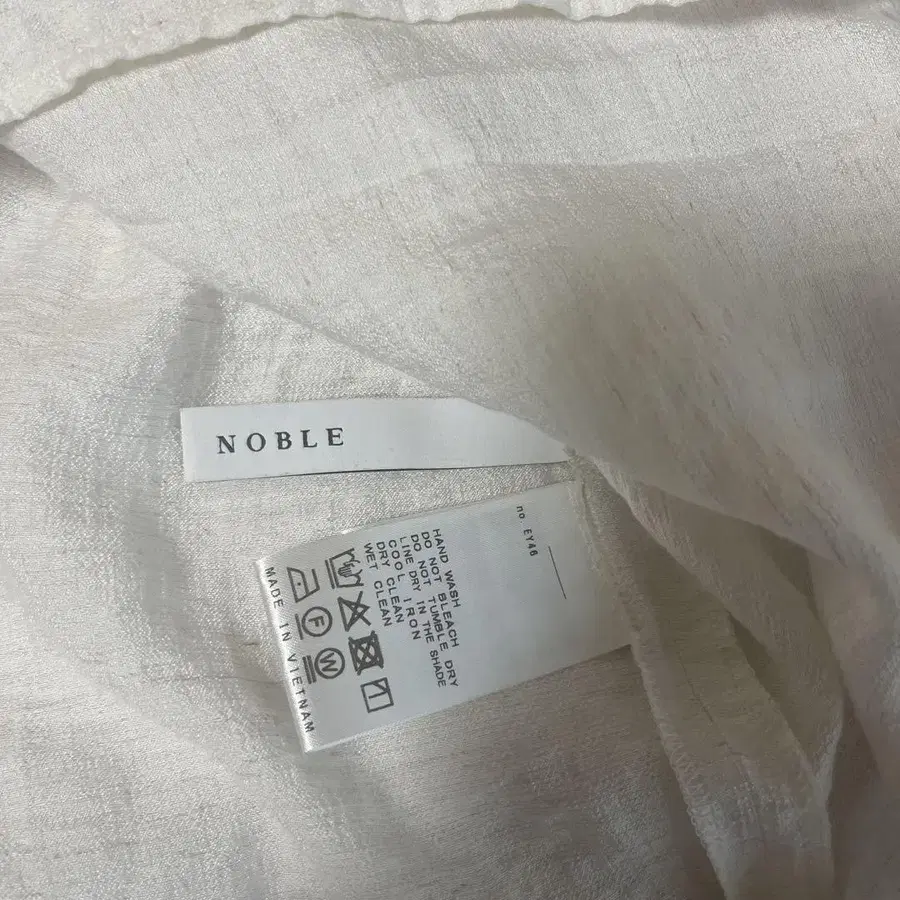 NOBLE
no EY46
HAND WASH
DO NOT BLEACH
DO NOT TUMBLE DRY
LINE DRY IN THE SHADE
COOL IRON
DRY CLEAN
WET CLEAN
F
W
MADE IN VIETNAM